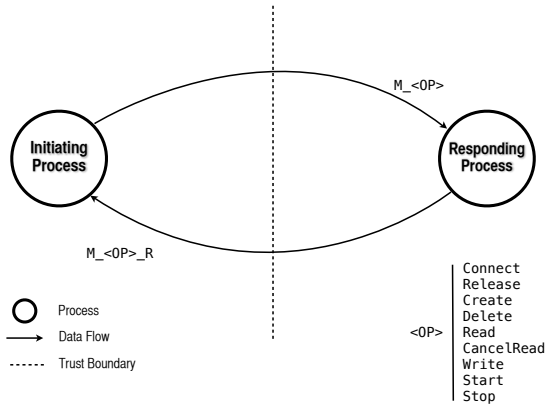 M_<OP>
Initiating
Process
Responding
Process
M_<OP>_R
Process
Data Flow
Trust Boundary
<OP>
Connect
Release
Create
Delete
Read
CancelRead
Write
Start
Stop